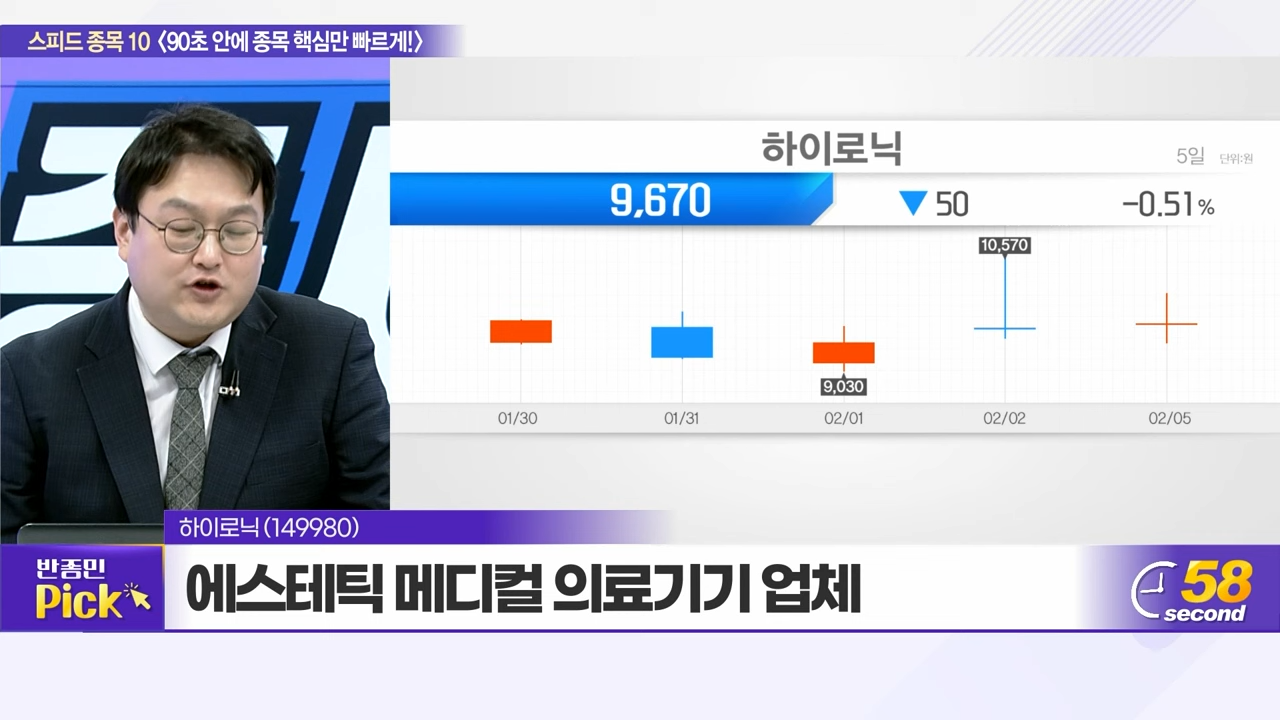 스피드 종목 10 〈90초 안에 종목 핵심만 빠르게!〉
하이로닉
5일 단위:원
9,670 ▼ 50 -0.51%
10,570
9,030
01/30 01/31 02/01 02/02 02/05
하이로닉(149980)
반종민
Pick
에스테틱 메디컬 의료기기 업체
58
second